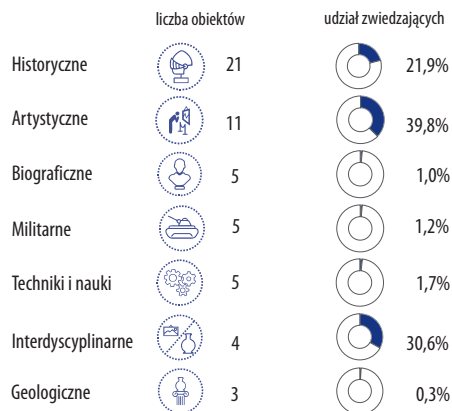 liczba obiektów udział zwiedzających
Historyczne 21 21,9%
Artystyczne 11 39,8%
Biograficzne 5 1,0%
Militarne 5 1,2%
Techniki i nauki 5 1,7%
Interdyscyplinarne 4 30,6%
Geologiczne 3 0,3%